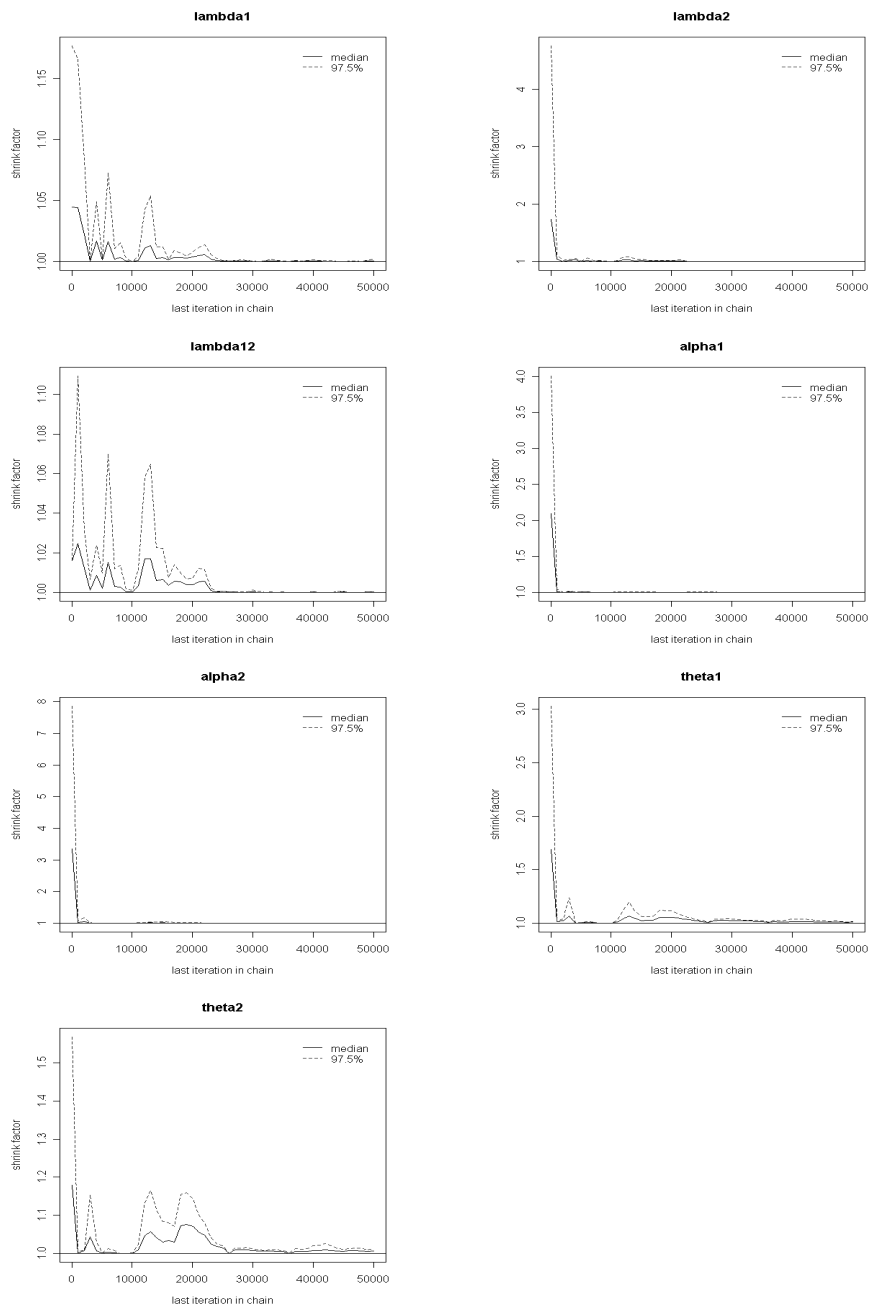 lambda1
median
97.5%
shrink factor
1.00 1.05 1.10 1.15
0 10000 20000 30000 40000 50000
last iteration in chain
lambda2
median
97.5%
shrink factor
1 2 3 4
0 10000 20000 30000 40000 50000
last iteration in chain
lambda12
median
97.5%
shrink factor
1.00 1.02 1.04 1.06 1.08 1.10
0 10000 20000 30000 40000 50000
last iteration in chain
alpha1
median
97.5%
shrink factor
1.0 1.5 2.0 2.5 3.0 3.5 4.0
0 10000 20000 30000 40000 50000
last iteration in chain
alpha2
median
97.5%
shrink factor
1 2 3 4 5 6 7 8
0 10000 20000 30000 40000 50000
last iteration in chain
theta1
median
97.5%
shrink factor
1.0 1.5 2.0 2.5 3.0
0 10000 20000 30000 40000 50000
last iteration in chain
theta2
median
97.5%
shrink factor
1.0 1.1 1.2 1.3 1.4 1.5
0 10000 20000 30000 40000 50000
last iteration in chain